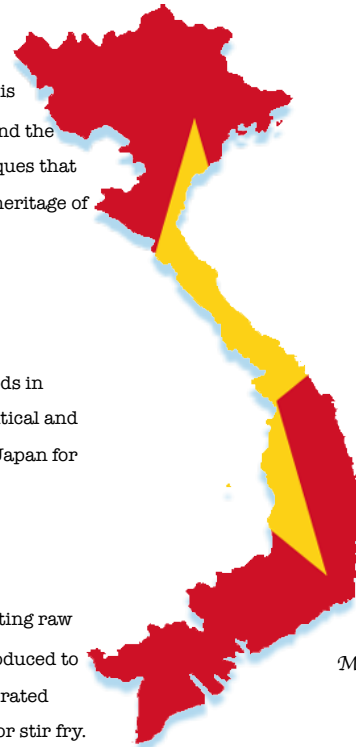 is
nd the
ques that
heritage of
ds in
tical and
Japan for
ting raw
oduced to
M
rated
or stir fry.